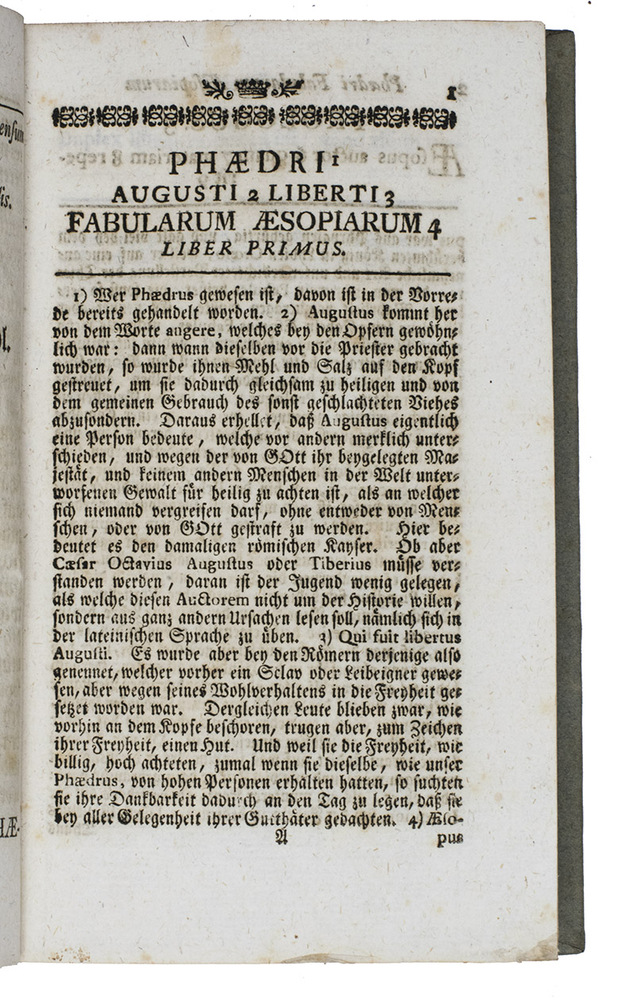 1
PHÆDRI 1
AUGUSTI 2 LIBERTI 3
FABULARUM ÆSOPIARUM 4
LIBER PRIMUS.
1) Wer Phædrus gewesen ist, davon ist in der Vorre-
de bereits gehandelt worden. 2) Augustus kommt her
von dem Worte augere, welches bey den Opfern gewöhn-
lich war: dann wann dieselben vor die Priester gebracht
wurden, so wurde ihnen Mehl und Salz auf den Kopf
gestreuet, um sie dadurch gleichsam zu heiligen und von
dem gemeinen Gebrauch des sonst geschlachteten Viehes
abzusondern. Daraus erhellet, daß Augustus eigentlich
eine Person bedeute, welche vor andern merklich unter-
schieden, und wegen der von GOtt ihr beygelegten Ma-
jestät, und keinem andern Menschen in der Welt unter-
worfenen Gewalt für heilig zu achten ist, als an welcher
sich niemand vergreifen darf, ohne entweder von Men-
schen, oder von GOtt gestraft zu werden. Hier be-
deutet es den damaligen römischen Kayser. Ob aber
Cæsar Octavius Augustus oder Tiberius müsse ver-
standen werden, daran ist der Jugend wenig gelegen,
als welche diesen Auctorem nicht um der Historie willen,
sondern aus ganz andern Ursachen lesen soll, nämlich sich in
der lateinischen Sprache zu üben. 3) Qui fuit libertus
Augusti. Es wurde aber bey den Römern derjenige also
genennet, welcher vorher ein Sclav oder Leibeigner gewe-
sen, aber wegen seines Wohlverhaltens in die Freyheit ge-
setzet worden war. Dergleichen Leute blieben zwar, wie
vorhin an dem Kopfe beschoren, trugen aber, zum Zeichen
ihrer Freyheit, einen Hut. Und weil sie die Freyheit, wie
billig, hoch achteten, zumal wenn sie dieselbe, wie unser
Phædrus, von hohen Personen erhalten hatten, so suchten
sie ihre Dankbarkeit dadurch an den Tag zu legen, daß sie
bey aller Gelegenheit ihrer Gutthäter gedachten. 4) Æso-
A pus